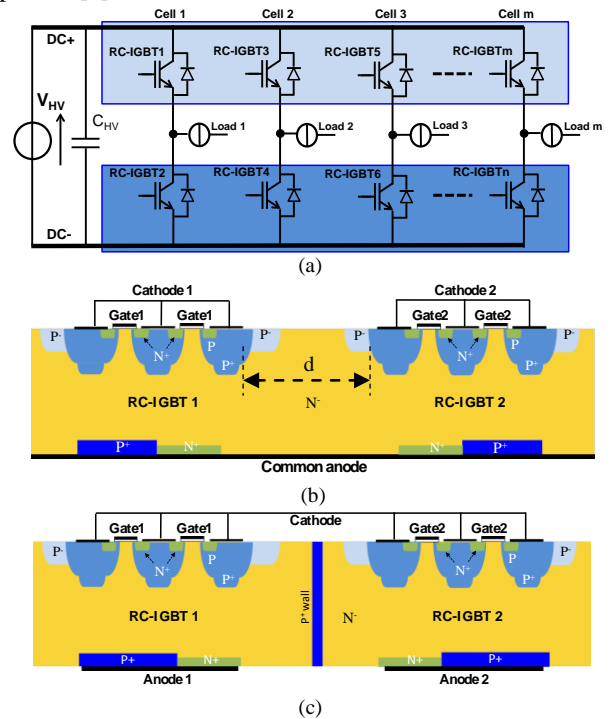 Cell 1 Cell 2 Cell 3 Cell m
DC+
RC-IGBT1 RC-IGBT3 RC-IGBT5 RC-IGBTm
VHV
CHV
Load 1 Load 2 Load 3 Load m
RC-IGBT2 RC-IGBT4 RC-IGBT6 RC-IGBTn
DC-
(a)
Cathode 1 Cathode 2
Gate1 Gate1 Gate2 Gate2
P- N+ P P+ P- P- N+ P P+ P-
d
RC-IGBT 1 N- RC-IGBT 2
P+ N+ N+ P+
Common anode
(b)
Cathode
Gate1 Gate1 Gate2 Gate2
P- N+ P P+ P- P- N+ P P+ P-
RC-IGBT 1 P+ wall N- RC-IGBT 2
P+ N+ N+ P+
Anode 1 Anode 2
(c)